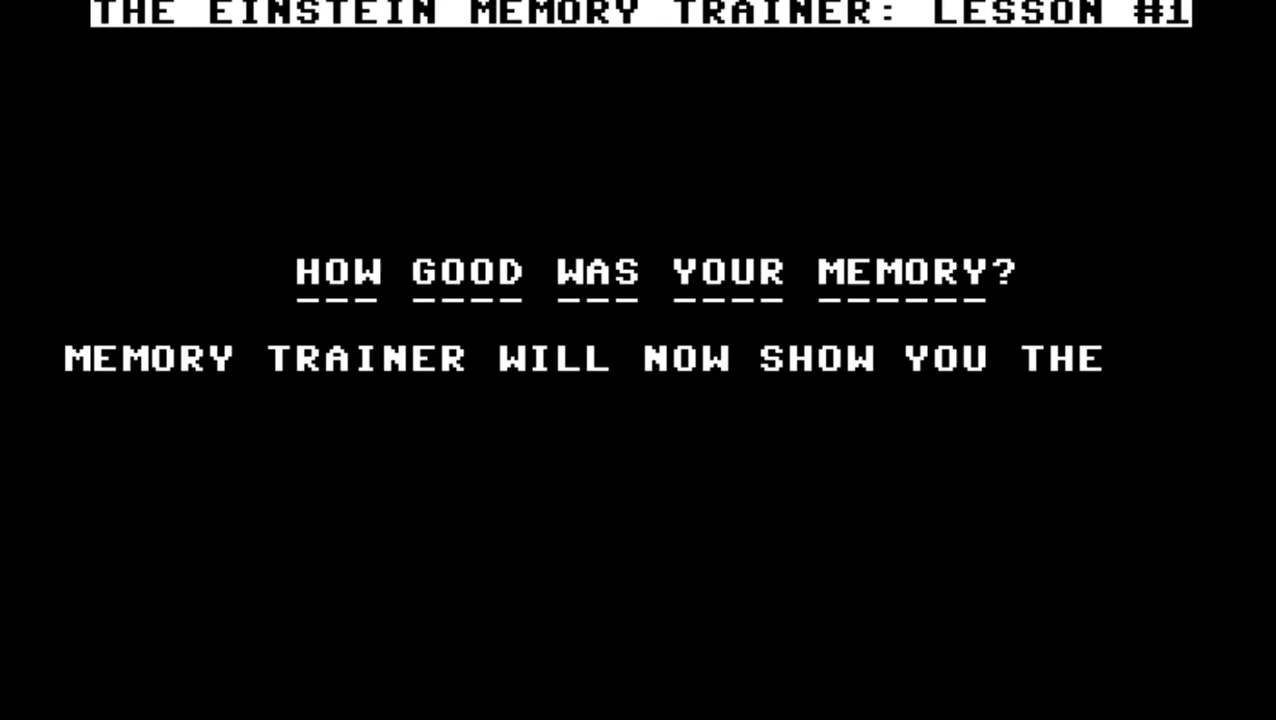 THE EINSTEIN MEMORY TRAINER: LESSON #1
HOW GOOD WAS YOUR MEMORY?
MEMORY TRAINER WILL NOW SHOW YOU THE